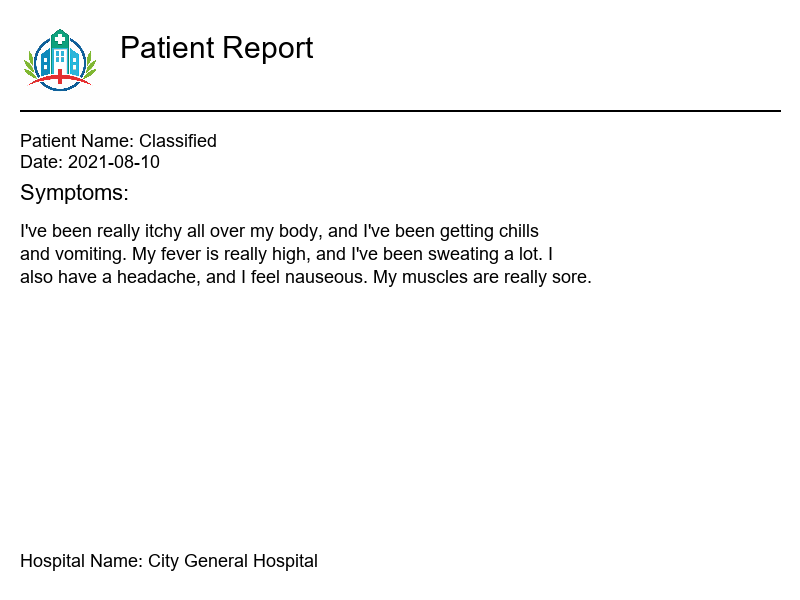 Patient Report
Patient Name: Classified
Date: 2021-08-10
Symptoms:
I've been really itchy all over my body, and I've been getting chills
and vomiting. My fever is really high, and I've been sweating a lot. I
also have a headache, and I feel nauseous. My muscles are really sore.
Hospital Name: City General Hospital